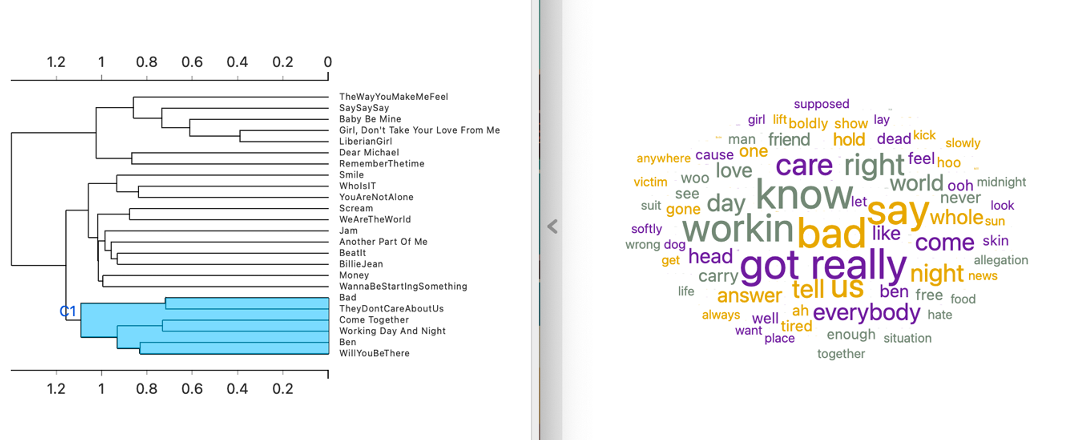 1.2 1 0.8 0.6 0.4 0.2 0
TheWayYouMakeMeFeel
SaySaySay
Baby Be Mine
Girl, Don't Take Your Love From Me
LiberianGirl
Dear Michael
RememberThetime
Smile
WhoIsIT
YouAreNotAlone
Scream
WeAreTheWorld
Jam
Another Part Of Me
BeatIt
BillieJean
Money
WannaBeStartIngSomething
Bad
C1
TheyDontCareAboutUs
Come Together
Working Day And Night
Ben
WillYouBeThere
1.2 1 0.8 0.6 0.4 0.2
supposed
girl lift boldly show lay
man friend hold dead kick
slowly
anywhere cause one care right feel hoo
victim woo love know world ooh midnight
see day let say never
suit gone whole look
softly workin bad like sun
wrong dog come skin
get head got really allegation
carry night news
life answer tell us ben free food
always well ah everybody hate
want tired
place enough situation
together